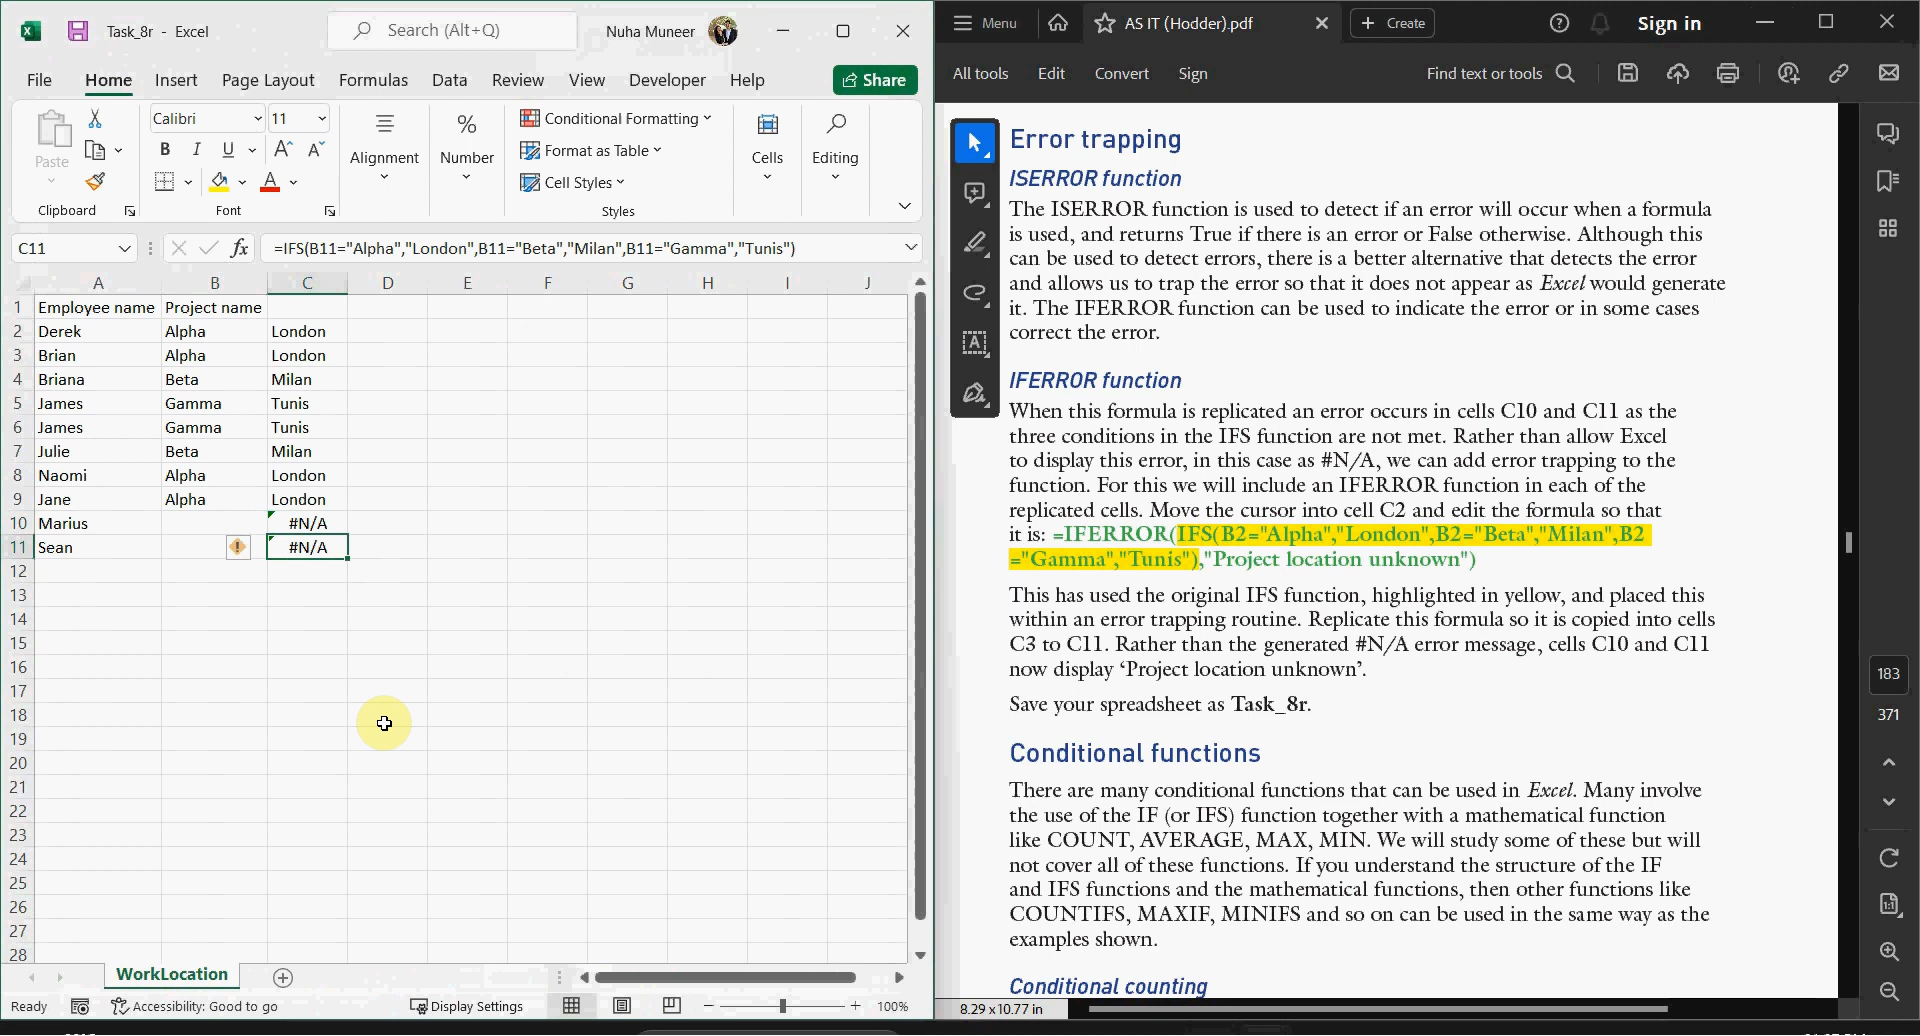 Task_8r - Excel
Search (Alt+Q)
Nuha Muneer
File Home Insert Page Layout Formulas Data Review View Developer Help Share
Paste
Calibri 11
B I U A A
A
Alignment
%
Number
Conditional Formatting
Format as Table
Cell Styles
Cells
Editing
Clipboard Font Styles
C11 fx =IFS(B11="Alpha","London",B11="Beta","Milan",B11="Gamma","Tunis")
A B C D E F G H I J
1 Employee name Project name
2 Derek Alpha London
3 Brian Alpha London
4 Briana Beta Milan
5 James Gamma Tunis
6 James Gamma Tunis
7 Julie Beta Milan
8 Naomi Alpha London
9 Jane Alpha London
10 Marius #N/A
11 Sean #N/A
12
13
14
15
16
17
18
19
20
21
22
23
24
25
26
27
28
WorkLocation
Ready Accessibility: Good to go Display Settings 100%
Menu AS IT (Hodder).pdf Create Sign in
All tools Edit Convert Sign Find text or tools
Error trapping
ISERROR function
The ISERROR function is used to detect if an error will occur when a formula
is used, and returns True if there is an error or False otherwise. Although this
can be used to detect errors, there is a better alternative that detects the error
and allows us to trap the error so that it does not appear as Excel would generate
it. The IFERROR function can be used to indicate the error or in some cases
correct the error.
IFERROR function
When this formula is replicated an error occurs in cells C10 and C11 as the
three conditions in the IFS function are not met. Rather than allow Excel
to display this error, in this case as #N/A, we can add error trapping to the
function. For this we will include an IFERROR function in each of the
replicated cells. Move the cursor into cell C2 and edit the formula so that
it is: =IFERROR(IFS(B2="Alpha","London",B2="Beta","Milan",B2
="Gamma","Tunis"),"Project location unknown")
This has used the original IFS function, highlighted in yellow, and placed this
within an error trapping routine. Replicate this formula so it is copied into cells
C3 to C11. Rather than the generated #N/A error message, cells C10 and C11
now display ‘Project location unknown’.
Save your spreadsheet as Task_8r.
Conditional functions
There are many conditional functions that can be used in Excel. Many involve
the use of the IF (or IFS) function together with a mathematical function
like COUNT, AVERAGE, MAX, MIN. We will study some of these but will
not cover all of these functions. If you understand the structure of the IF
and IFS functions and the mathematical functions, then other functions like
COUNTIFS, MAXIF, MINIFS and so on can be used in the same way as the
examples shown.
Conditional counting
8.29 x 10.77 in
183
371